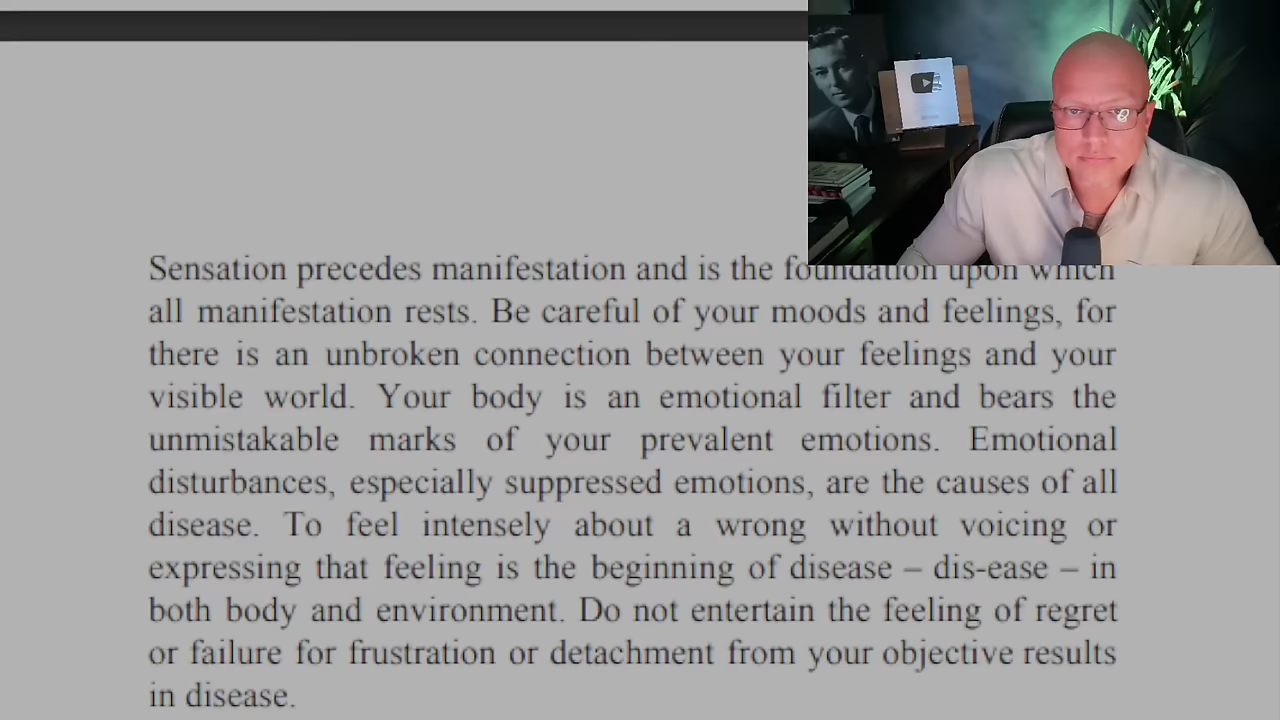 Sensation precedes manifestation and is the foundation upon which
all manifestation rests. Be careful of your moods and feelings, for
there is an unbroken connection between your feelings and your
visible world. Your body is an emotional filter and bears the
unmistakable marks of your prevalent emotions. Emotional
disturbances, especially suppressed emotions, are the causes of all
disease. To feel intensely about a wrong without voicing or
expressing that feeling is the beginning of disease – dis-ease – in
both body and environment. Do not entertain the feeling of regret
or failure for frustration or detachment from your objective results
in disease.